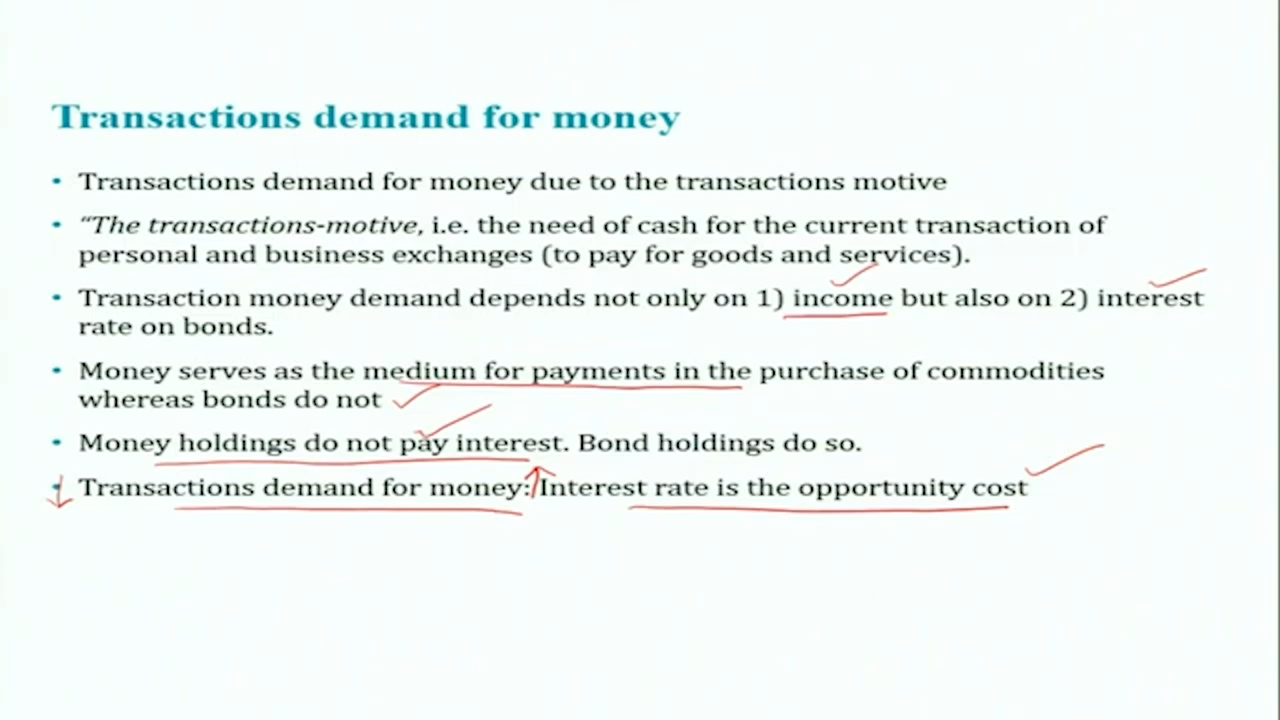 Transactions demand for money
• Transactions demand for money due to the transactions motive
• “The transactions-motive, i.e. the need of cash for the current transaction of
personal and business exchanges (to pay for goods and services).
• Transaction money demand depends not only on 1) income but also on 2) interest
rate on bonds.
• Money serves as the medium for payments in the purchase of commodities
whereas bonds do not
• Money holdings do not pay interest. Bond holdings do so.
• Transactions demand for money: Interest rate is the opportunity cost